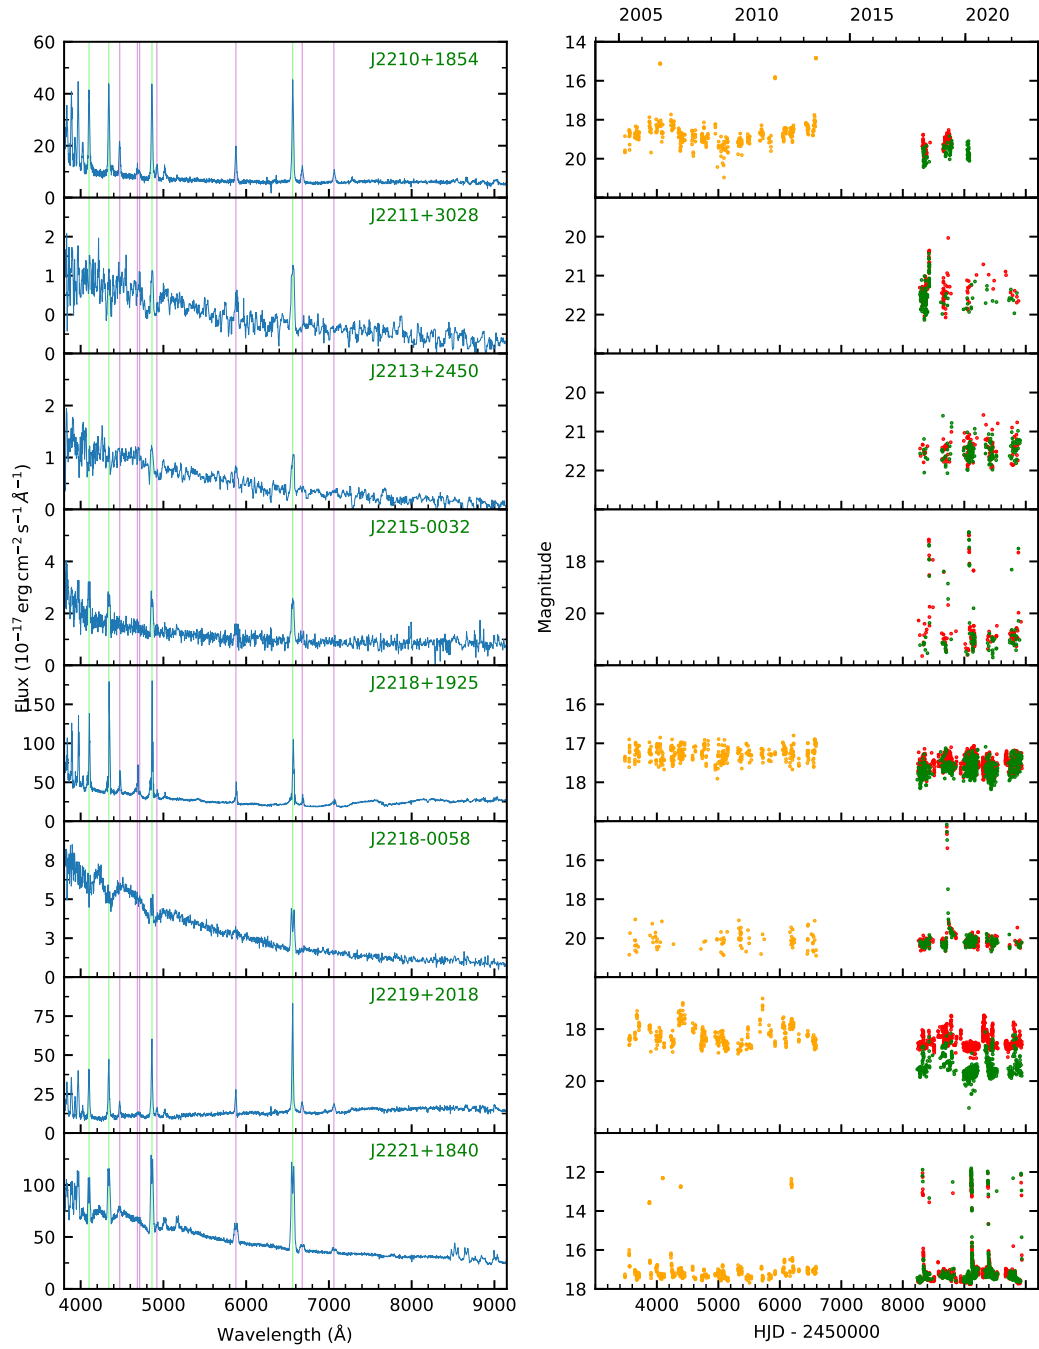 2005 2010 2015 2020
60 J2210+1854 14
16
40
18
20
20
0
J2211+3028
2 20
1 21
0 22
0
J2213+2450
20
2
21
1
22
0
J2215-0032
4 18
2 20
0
J2218+1925
16
150
100 17
50 18
0
J2218-0058
8 16
5 18
3 20
0
J2219+2018
75
18
50
25 20
0
J2221+1840
12
100
14
50 16
0 18
4000 5000 6000 7000 8000 9000
4000 5000 6000 7000 8000 9000
Wavelength (Å)
HJD - 2450000
Flux (10⁻¹⁷ erg cm⁻² s⁻¹ Å⁻¹)
Magnitude